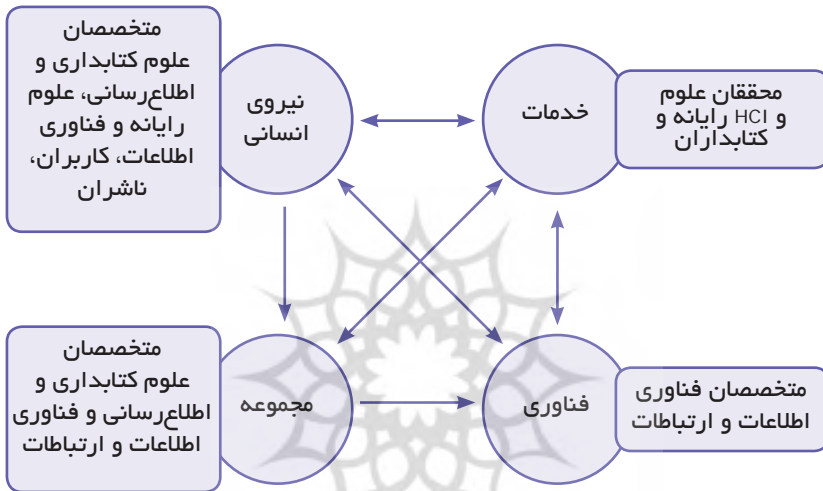 محققان علوم
و HCI رایانه و
کتابداران
خدمات
نیروی
انسانی
متخصصان
علوم کتابداری و
اطلاع‌رسانی، علوم
رایانه و فناوری
اطلاعات، کاربران،
ناشران
متخصصان فناوری
اطلاعات و ارتباطات
فناوری
مجموعه
متخصصان
علوم کتابداری و
اطلاع‌رسانی و فناوری
اطلاعات و ارتباطات